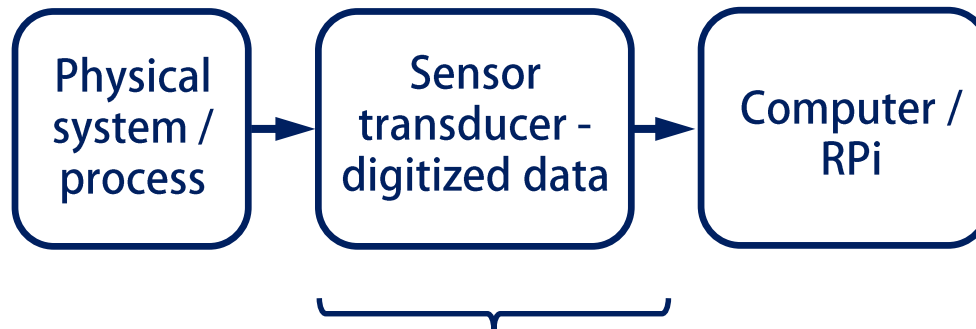 Physical
system /
process
Sensor
transducer -
digitized data
Computer /
RPi